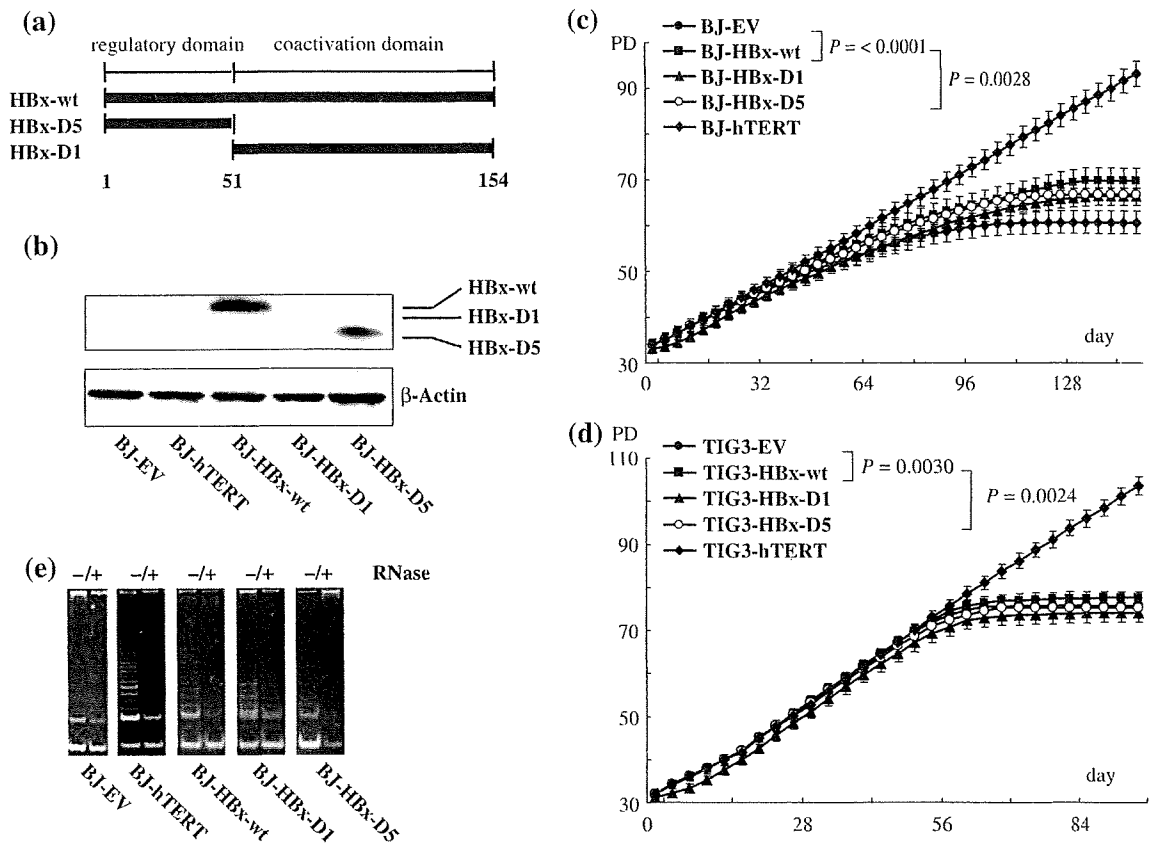 (a)
regulatory domain coactivation domain
HBx-wt
HBx-D5
HBx-D1
1 51 154
(b)
HBx-wt
HBx-D1
HBx-D5
β-Actin
BJ-EV
BJ-hTERT
BJ-HBx-wt
BJ-HBx-D1
BJ-HBx-D5
(e)
–/+ –/+ –/+ –/+ –/+ RNase
BJ-EV
BJ-hTERT
BJ-HBx-wt
BJ-HBx-D1
BJ-HBx-D5
(c)
PD
BJ-EV
BJ-HBx-wt
BJ-HBx-D1
BJ-HBx-D5
BJ-hTERT
P = < 0.0001
P = 0.0028
90
70
50
30
day
0 32 64 96 128
(d)
PD
TIG3-EV
TIG3-HBx-wt
TIG3-HBx-D1
TIG3-HBx-D5
TIG3-hTERT
P = 0.0030
P = 0.0024
110
90
70
50
30
day
0 28 56 84